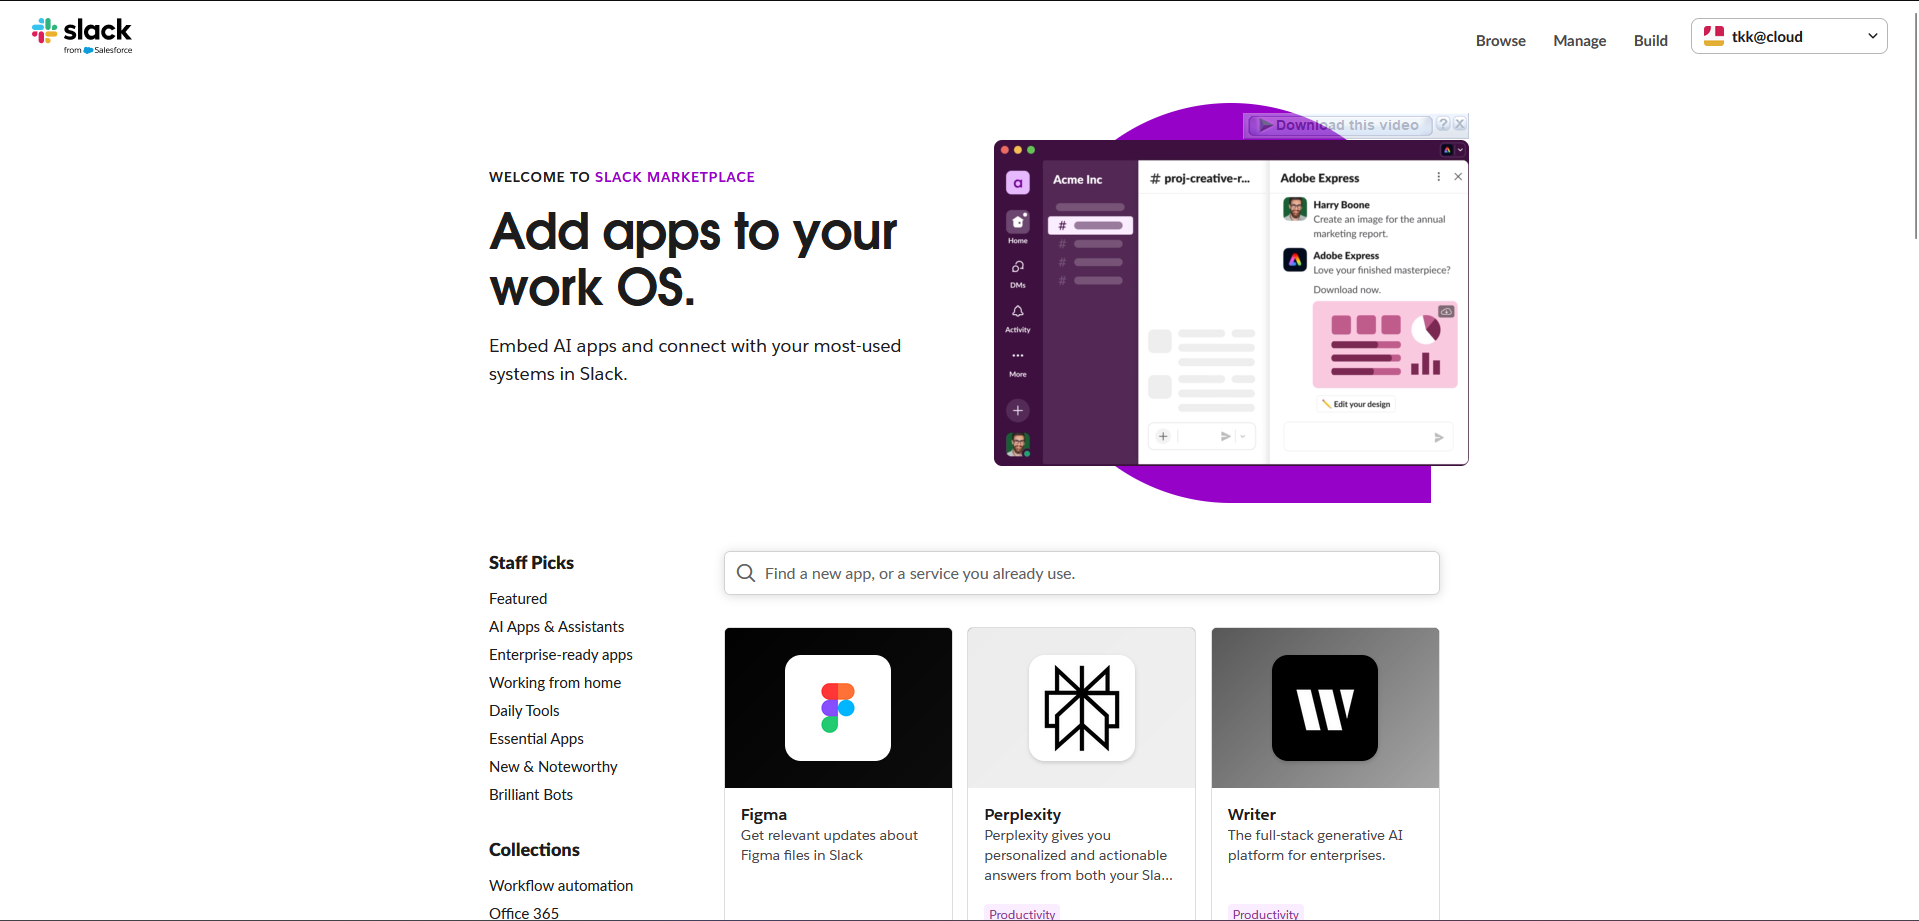 slack
from Salesforce
Browse
Manage
Build
tkk@cloud
WELCOME TO SLACK MARKETPLACE
Add apps to your
work OS.
Embed AI apps and connect with your most-used
systems in Slack.
Download this video
?
X
a
Acme Inc
# proj-creative-r...
Adobe Express
Home
#
#
#
#
DMs
Activity
More
Harry Boone
Create an image for the annual
marketing report.
Adobe Express
Love your finished masterpiece?
Download now.
Edit your design
Staff Picks
Featured
AI Apps & Assistants
Enterprise-ready apps
Working from home
Daily Tools
Essential Apps
New & Noteworthy
Brilliant Bots
Collections
Workflow automation
Office 365
Find a new app, or a service you already use.
Figma
Get relevant updates about
Figma files in Slack
Perplexity
Perplexity gives you
personalized and actionable
answers from both your Sla...
Productivity
Writer
The full-stack generative AI
platform for enterprises.
Productivity